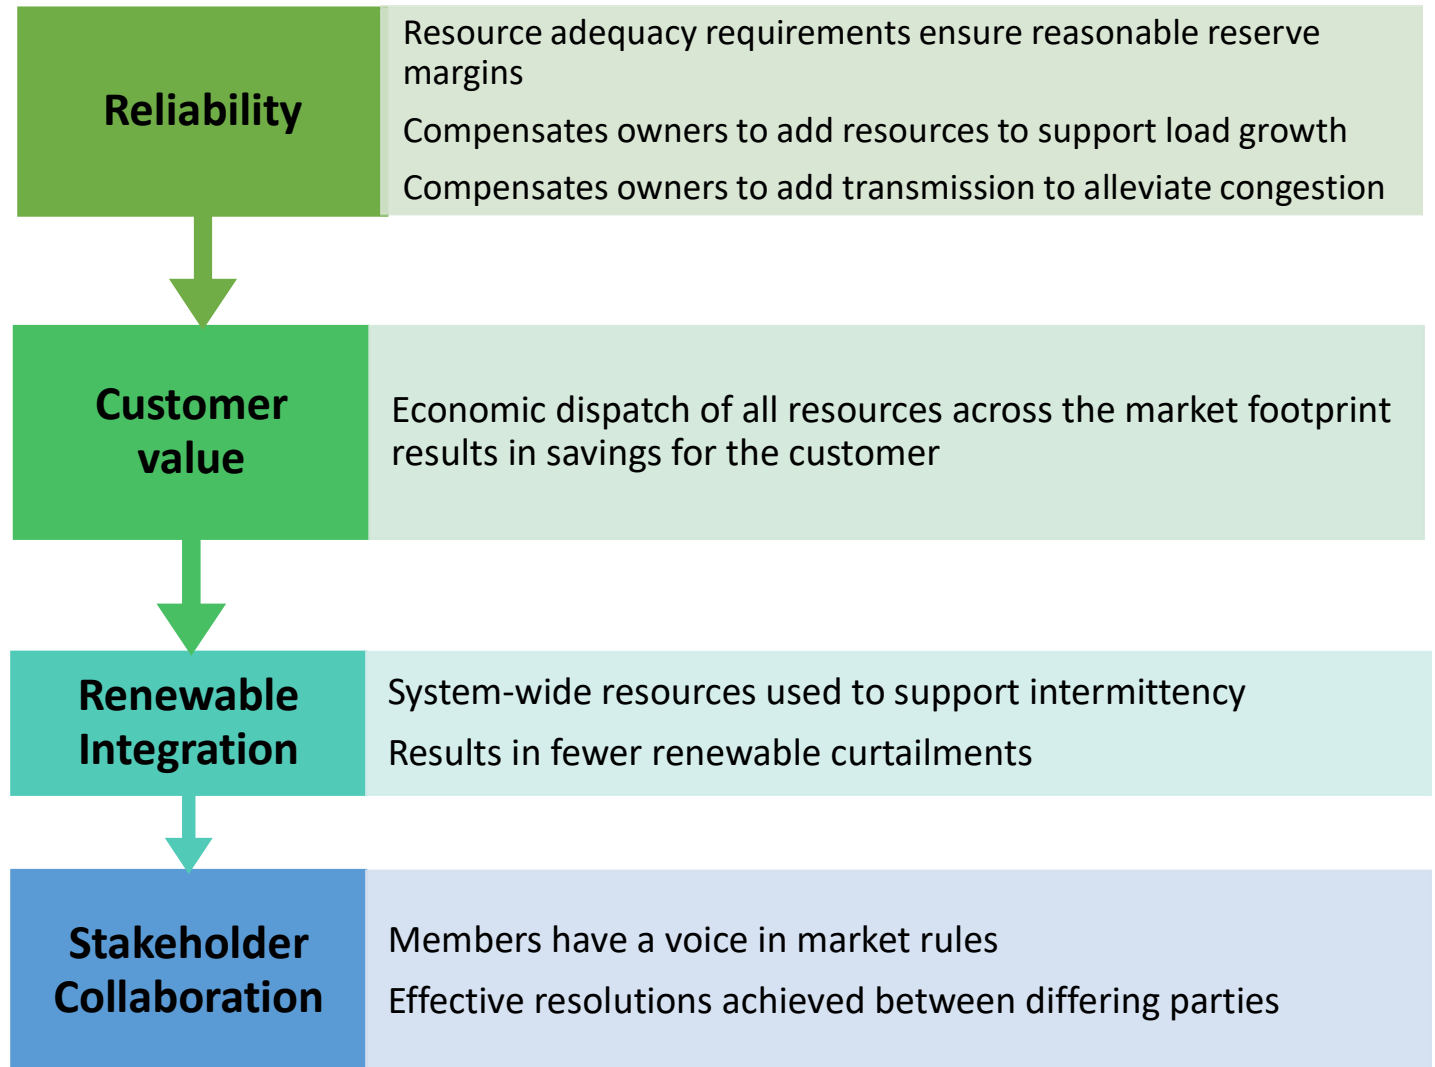 Reliability
Resource adequacy requirements ensure reasonable reserve
margins
Compensates owners to add resources to support load growth
Compensates owners to add transmission to alleviate congestion
Customer
value
Economic dispatch of all resources across the market footprint
results in savings for the customer
Renewable
Integration
System-wide resources used to support intermittency
Results in fewer renewable curtailments
Stakeholder
Collaboration
Members have a voice in market rules
Effective resolutions achieved between differing parties